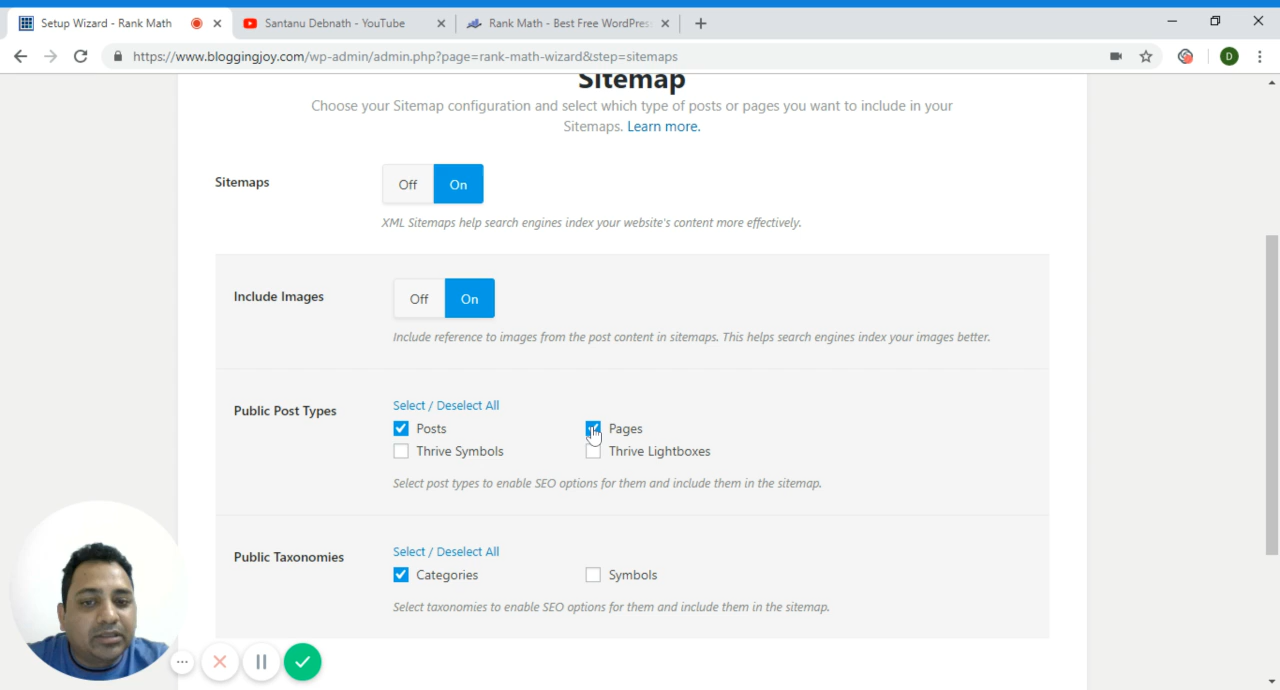 Setup Wizard - Rank Math
Santanu Debnath - YouTube
Rank Math - Best Free WordPres
https://www.bloggingjoy.com/wp-admin/admin.php?page=rank-math-wizard&step=sitemaps
D
Sitemap
Choose your Sitemap configuration and select which type of posts or pages you want to include in your
Sitemaps. Learn more.
Sitemaps
Off On
XML Sitemaps help search engines index your website's content more effectively.
Include Images
Off On
Include reference to images from the post content in sitemaps. This helps search engines index your images better.
Public Post Types
Select / Deselect All
Posts Pages
Thrive Symbols Thrive Lightboxes
Select post types to enable SEO options for them and include them in the sitemap.
Public Taxonomies
Select / Deselect All
Categories Symbols
Select taxonomies to enable SEO options for them and include them in the sitemap.